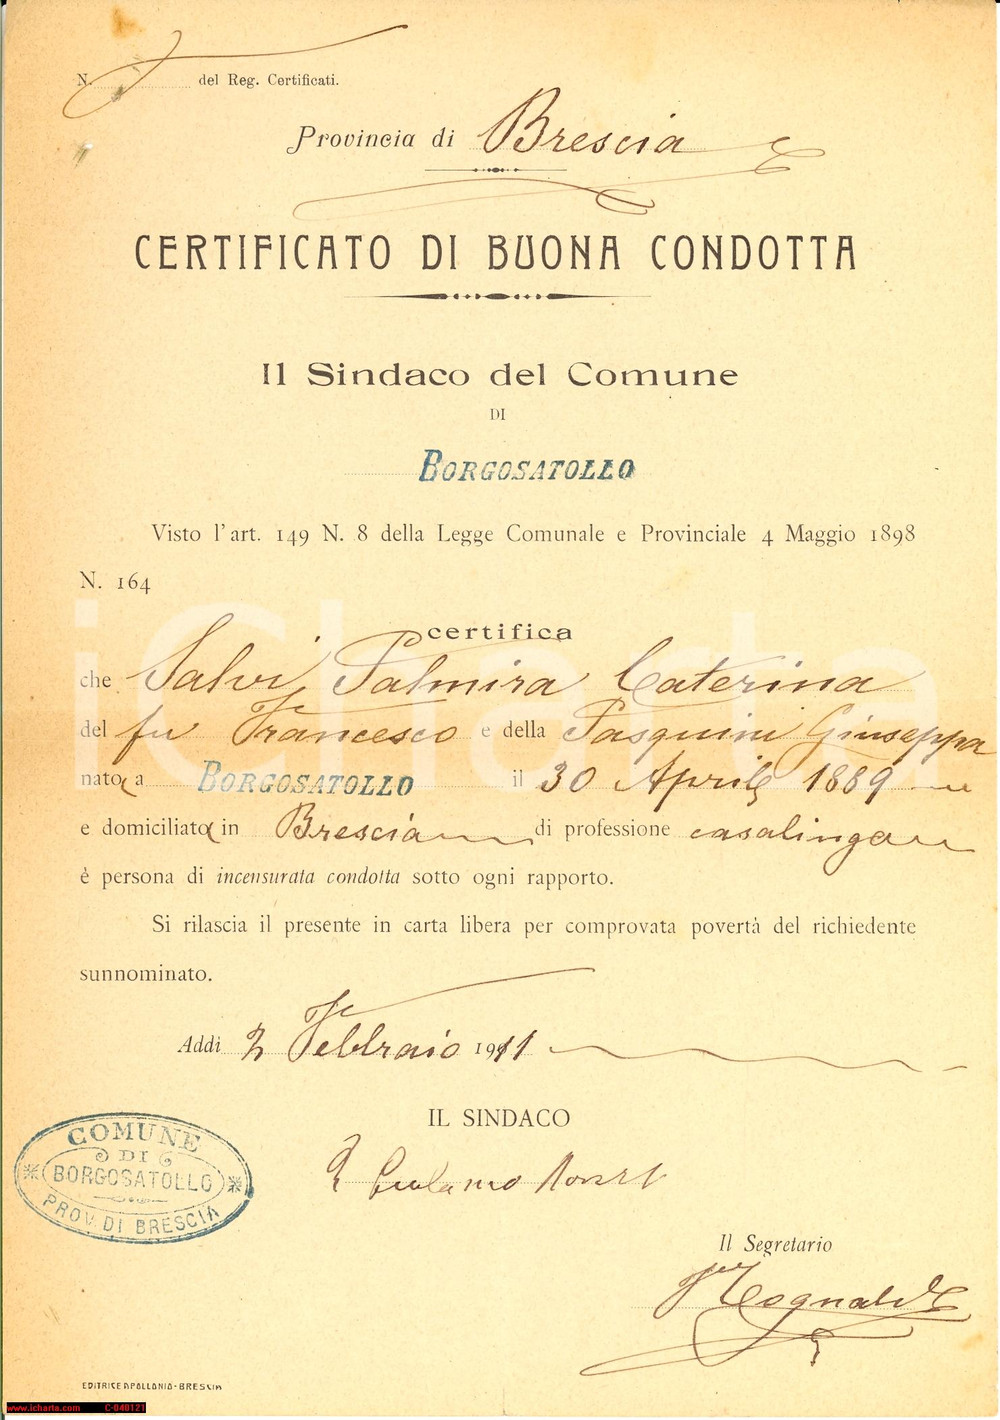 N. del Reg. Certificati.
Provincia di Brescia
CERTIFICATO DI BUONA CONDOTTA
Il Sindaco del Comune
DI
BORGOSATOLLO
Visto l'art. 149 N. 8 della Legge Comunale e Provinciale 4 Maggio 1898
N. 164
certifica
che Salvi Palmira Caterina
del fu Francesco e della Pasquini Giuseppa
nata a BORGOSATOLLO il 30 Aprile 1889
e domiciliata in Brescia di professione casalinga
è persona di incensurata condotta sotto ogni rapporto.
Si rilascia il presente in carta libera per comprovata povertà del richiedente
sunnominato.
Addì 2 Febbraio 1911
IL SINDACO
COMUNE
DI
BORGOSATOLLO
PROV. DI BRESCIA
Il Segretario
EDITRICE APOLLONIO - BRESCIA
www.icharta.com C-040121
iCharta